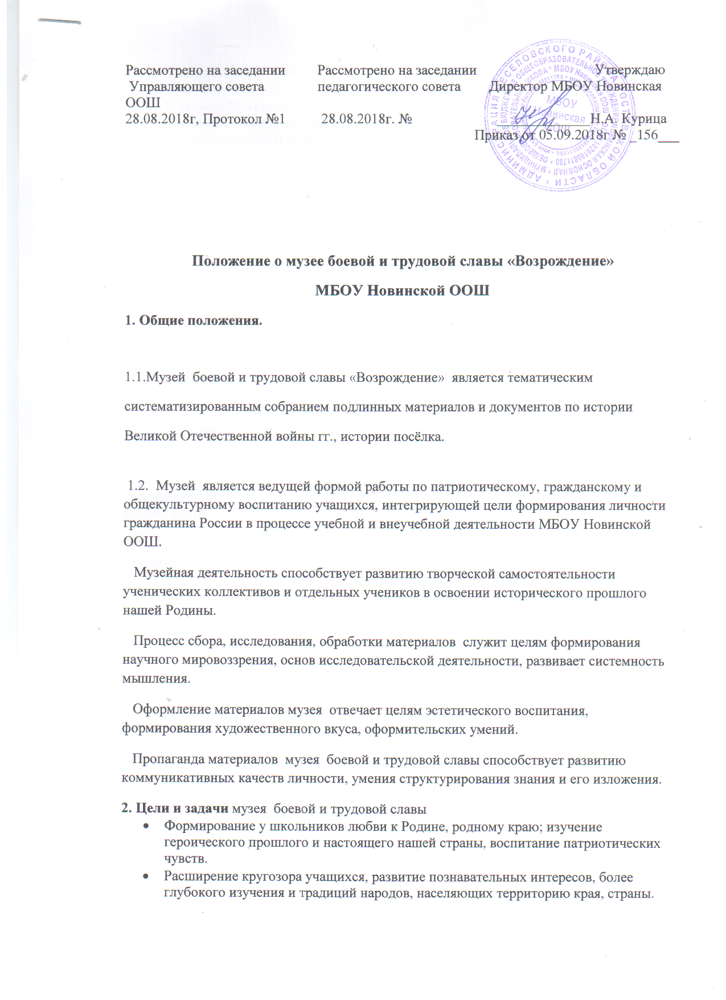 Рассмотрено на заседании Рассмотрено на заседании Утверждаю
Управляющего совета педагогического совета Директор МБОУ Новинская
ООШ
28.08.2018г, Протокол №1 28.08.2018г. № _____________Н.А. Курица
Приказ от 05.09.2018г № _156___
МБОУ
Новинская
ООШ
Положение о музее боевой и трудовой славы «Возрождение»
МБОУ Новинской ООШ
1. Общие положения.
1.1.Музей боевой и трудовой славы «Возрождение» является тематическим
систематизированным собранием подлинных материалов и документов по истории
Великой Отечественной войны гг., истории посёлка.
1.2. Музей является ведущей формой работы по патриотическому, гражданскому и
общекультурному воспитанию учащихся, интегрирующей цели формирования личности
гражданина России в процессе учебной и внеучебной деятельности МБОУ Новинской
ООШ.
Музейная деятельность способствует развитию творческой самостоятельности
ученических коллективов и отдельных учеников в освоении исторического прошлого
нашей Родины.
Процесс сбора, исследования, обработки материалов служит целям формирования
научного мировоззрения, основ исследовательской деятельности, развивает системность
мышления.
Оформление материалов музея отвечает целям эстетического воспитания,
формирования художественного вкуса, оформительских умений.
Пропаганда материалов музея боевой и трудовой славы способствует развитию
коммуникативных качеств личности, умения структурирования знания и его изложения.
2. Цели и задачи музея боевой и трудовой славы
• Формирование у школьников любви к Родине, родному краю; изучение
героического прошлого и настоящего нашей страны, воспитание патриотических
чувств.
• Расширение кругозора учащихся, развитие познавательных интересов, более
глубокого изучения и традиций народов, населяющих территорию края, страны.